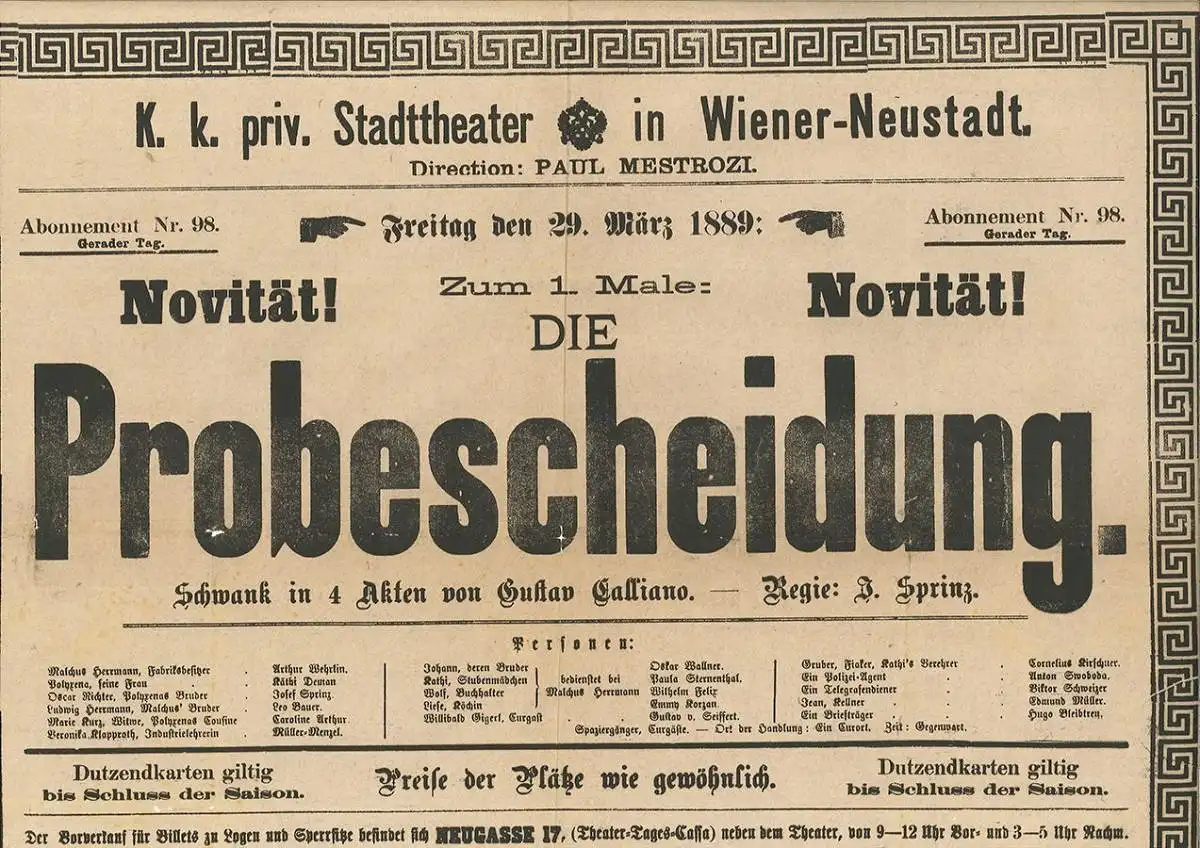 K. k. priv. Stadttheater in Wiener-Neustadt.
Direction: PAUL MESTROZI.
Abonnement Nr. 98.
Gerader Tag.
Freitag den 29. März 1889:
Abonnement Nr. 98.
Gerader Tag.
Novität!
Zum 1. Male:
Novität!
DIE
Probescheidung.
Schwank in 4 Akten von Gustav Calliano. — Regie: J. Sprinz.
Personen:
Malchus Herrmann, Fabriksbesitzer . Arthur Wehrlin.
Polyxena, seine Frau . Käthi Deman
Oscar Richter, Polyxenas Bruder . Josef Sprinz.
Ludwig Herrmann, Malchus' Bruder . Leo Bauer.
Marie Kurz, Witwe, Polyxenas Cousine Caroline Arthur.
Veronika Klopproth, Industrielehrerin . Müller-Menzel.
Johann, deren Bruder Oskar Wallner.
Kathi, Stubenmädchen bedienstet bei Paula Sternenthal.
Wolf, Buchhalter Malchus Herrmann Wilhelm Felix
Liese, Köchin Emmy Korzan.
Willibald Gigerl, Curgast . . Gustav v. Seiffert.
Gruber, Fiaker, Kathi's Verehrer . Cornelius Kirschner.
Ein Polizei-Agent . . Anton Swoboda.
Ein Telegrafendiener . . Viktor Schweizer
Jean, Kellner . . . Edmund Müller.
Ein Briefträger . . . Hugo Bleibtren.
Spaziergänger, Curgäste. — Ort der Handlung: Ein Curort. Zeit: Gegenwart.
Dutzendkarten giltig
bis Schluss der Saison.
Preise der Plätze wie gewöhnlich.
Dutzendkarten giltig
bis Schluss der Saison.
Der Vorverkauf für Billets zu Logen und Sperrsitze befindet sich NEUGASSE 17, (Theater-Tages-Cassa) neben dem Theater, von 9—12 Uhr Vor- und 3—5 Uhr Nachm.